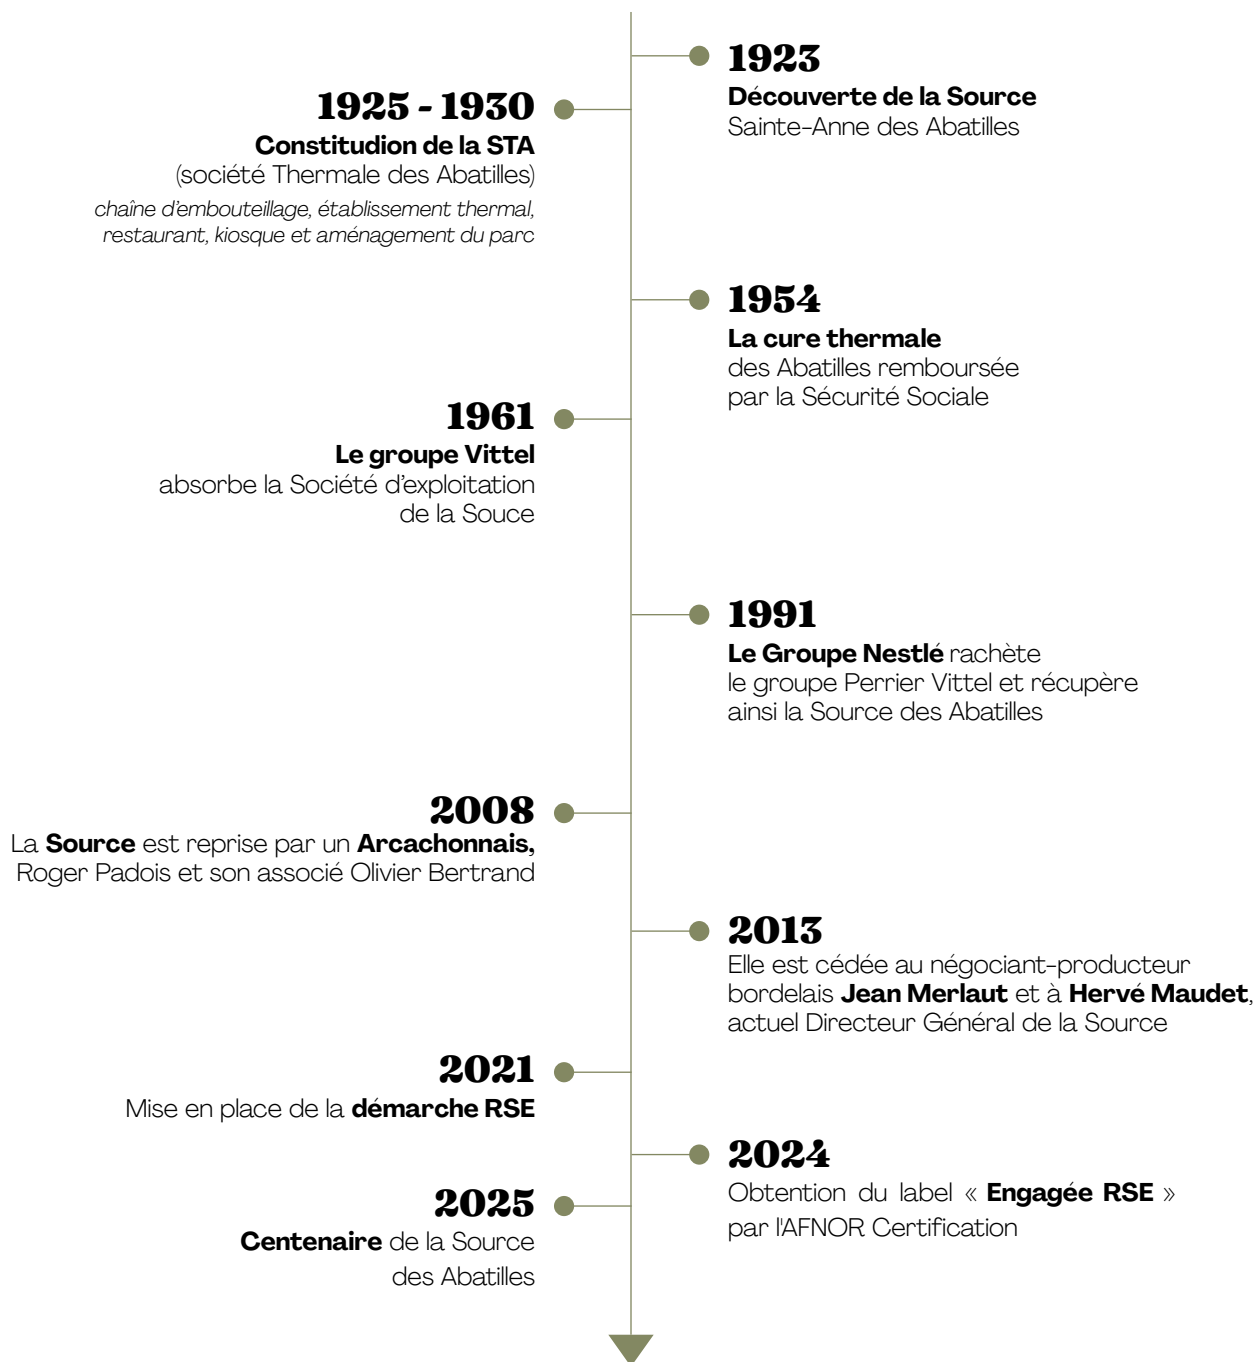 1923
Découverte de la Source
Sainte-Anne des Abatilles
1925 - 1930
Constitudion de la STA
(société Thermale des Abatilles)
chaîne d'embouteillage, établissement thermal,
restaurant, kiosque et aménagement du parc
1954
La cure thermale
des Abatilles remboursée
par la Sécurité Sociale
1961
Le groupe Vittel
absorbe la Société d'exploitation
de la Souce
1991
Le Groupe Nestlé rachète
le groupe Perrier Vittel et récupère
ainsi la Source des Abatilles
2008
La Source est reprise par un Arcachonnais,
Roger Padois et son associé Olivier Bertrand
2013
Elle est cédée au négociant-producteur
bordelais Jean Merlaut et à Hervé Maudet,
actuel Directeur Général de la Source
2021
Mise en place de la démarche RSE
2024
Obtention du label « Engagée RSE »
par l'AFNOR Certification
2025
Centenaire de la Source
des Abatilles